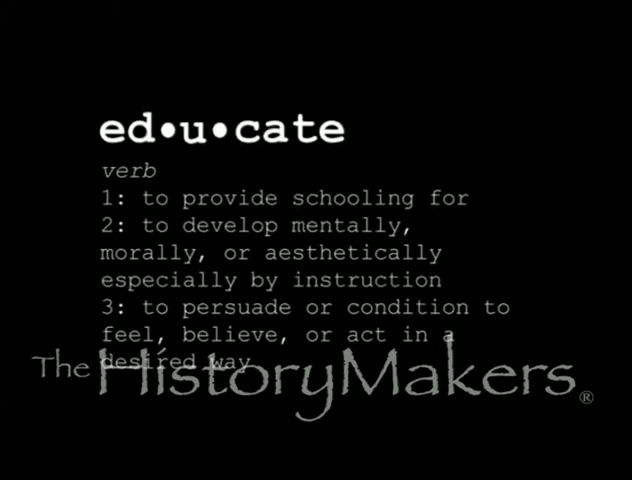 ed•u•cate
verb
1: to provide schooling for
2: to develop mentally,
morally, or aesthetically
especially by instruction
3: to persuade or condition to
feel, believe, or act in a
desired way
The HistoryMakers®